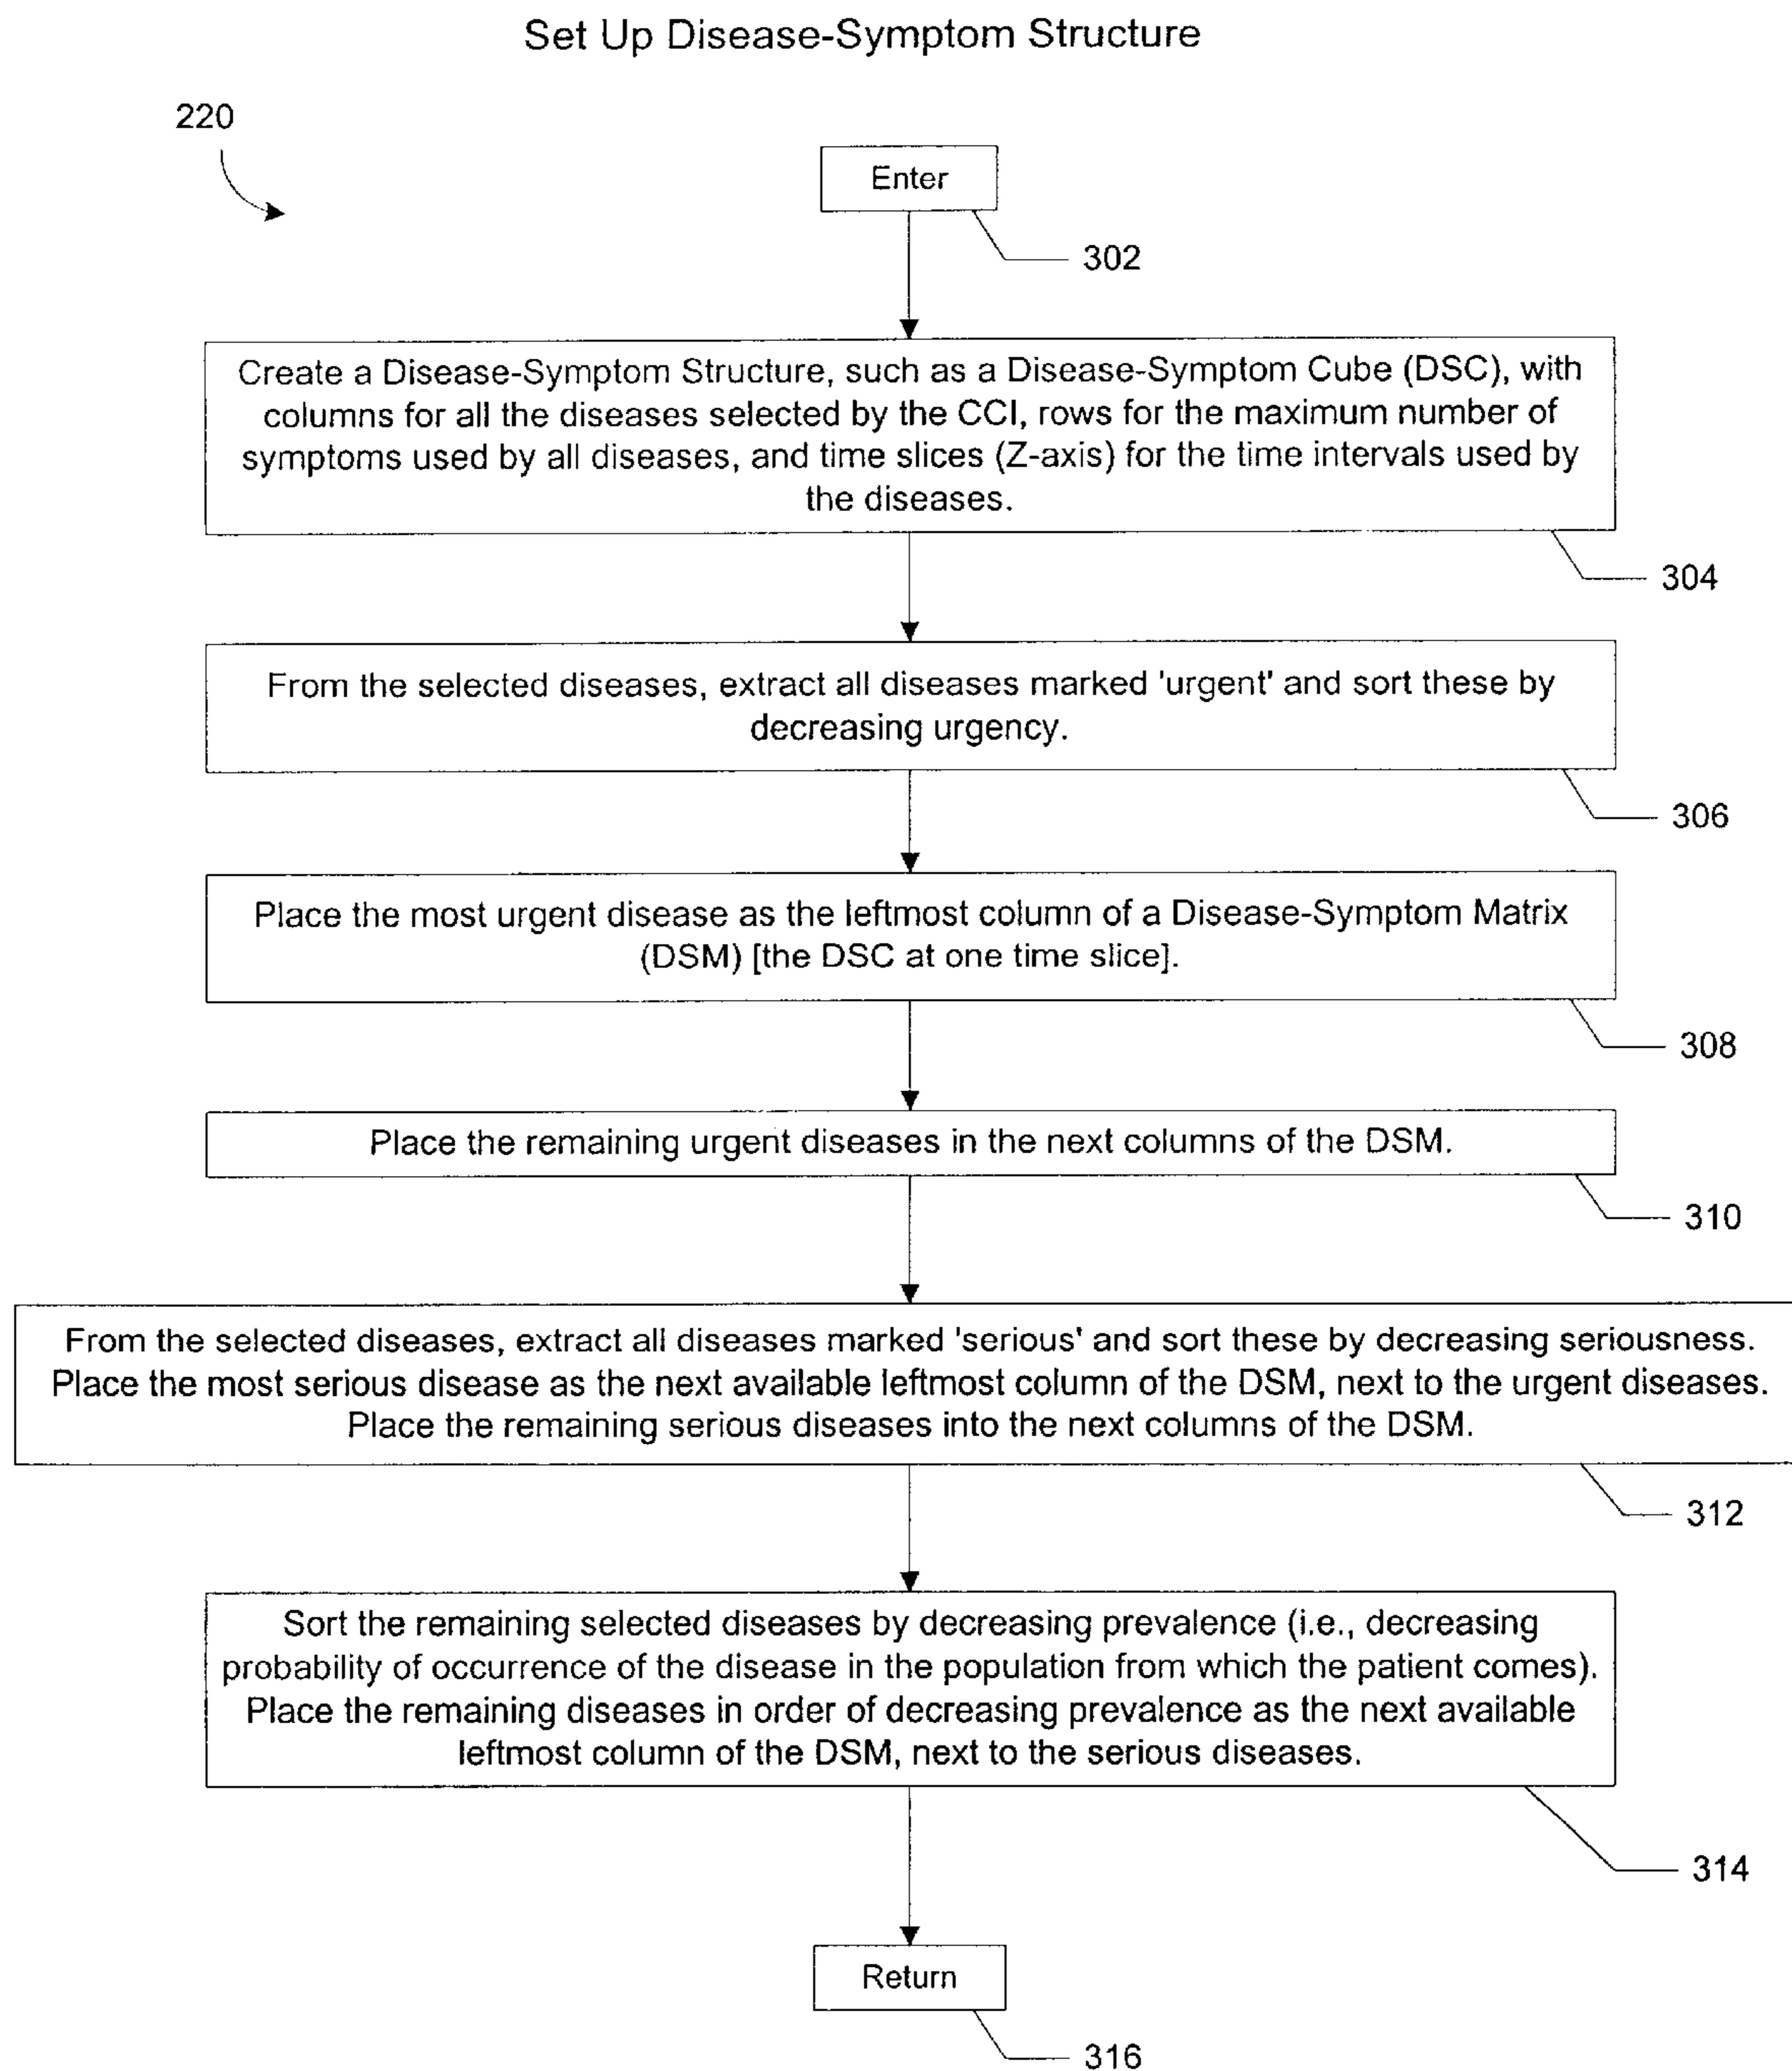 Set Up Disease-Symptom Structure
220
Enter
302
Create a Disease-Symptom Structure, such as a Disease-Symptom Cube (DSC), with
columns for all the diseases selected by the CCI, rows for the maximum number of
symptoms used by all diseases, and time slices (Z-axis) for the time intervals used by
the diseases.
304
From the selected diseases, extract all diseases marked 'urgent' and sort these by
decreasing urgency.
306
Place the most urgent disease as the leftmost column of a Disease-Symptom Matrix
(DSM) [the DSC at one time slice].
308
Place the remaining urgent diseases in the next columns of the DSM.
310
From the selected diseases, extract all diseases marked 'serious' and sort these by decreasing seriousness.
Place the most serious disease as the next available leftmost column of the DSM, next to the urgent diseases.
Place the remaining serious diseases into the next columns of the DSM.
312
Sort the remaining selected diseases by decreasing prevalence (i.e., decreasing
probability of occurrence of the disease in the population from which the patient comes).
Place the remaining diseases in order of decreasing prevalence as the next available
leftmost column of the DSM, next to the serious diseases.
314
Return
316